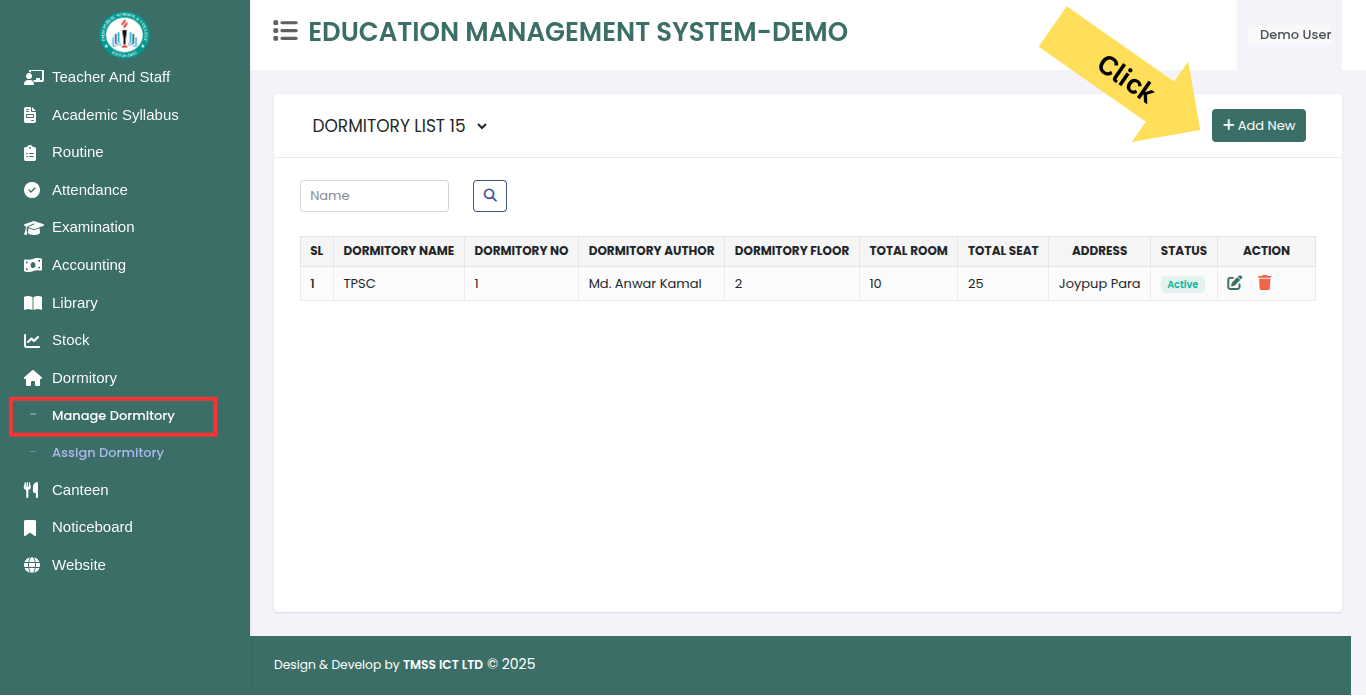 Teacher And Staff
Academic Syllabus
Routine
Attendance
Examination
Accounting
Library
Stock
Dormitory
Manage Dormitory
Assign Dormitory
Canteen
Noticeboard
Website
EDUCATION MANAGEMENT SYSTEM-DEMO
Demo User
Click
DORMITORY LIST 15
Add New
Name
SL DORMITORY NAME DORMITORY NO DORMITORY AUTHOR DORMITORY FLOOR TOTAL ROOM TOTAL SEAT ADDRESS STATUS ACTION
1 TPSC 1 Md. Anwar Kamal 2 10 25 Joypup Para Active
Design & Develop by TMSS ICT LTD © 2025